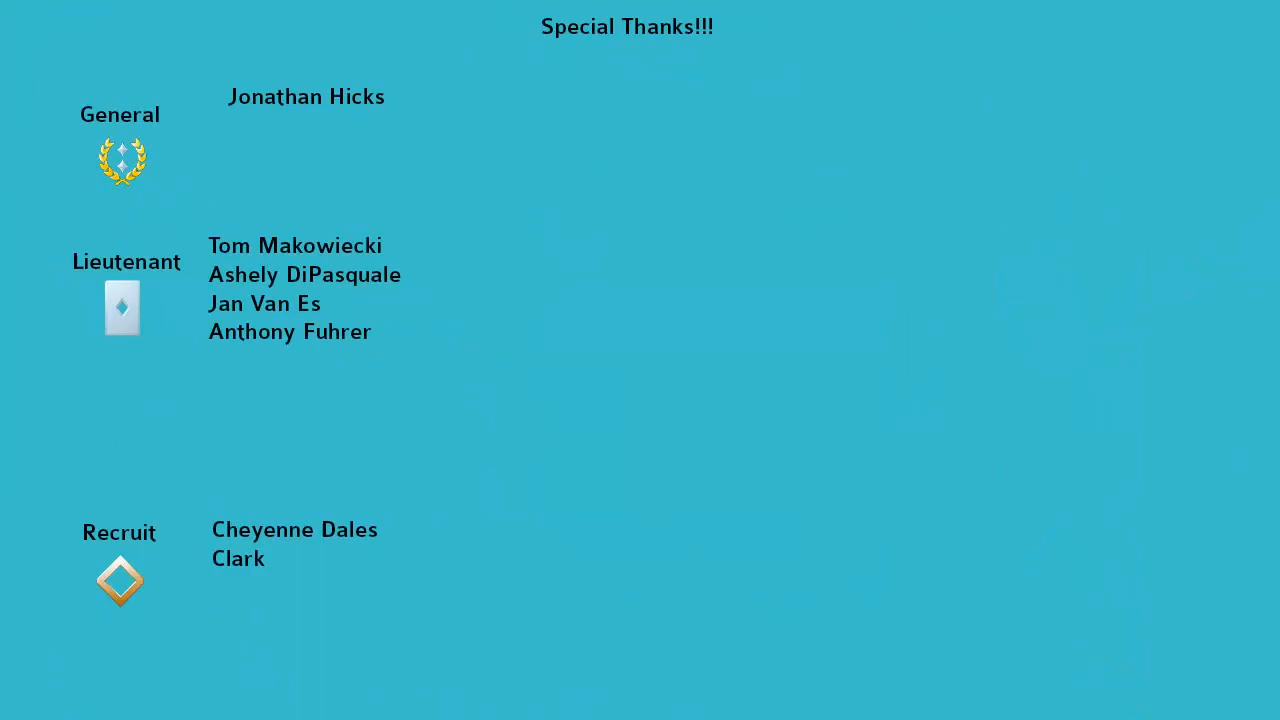 Special Thanks!!!
General
Jonathan Hicks
Lieutenant
Tom Makowiecki
Ashely DiPasquale
Jan Van Es
Anthony Fuhrer
Recruit
Cheyenne Dales
Clark